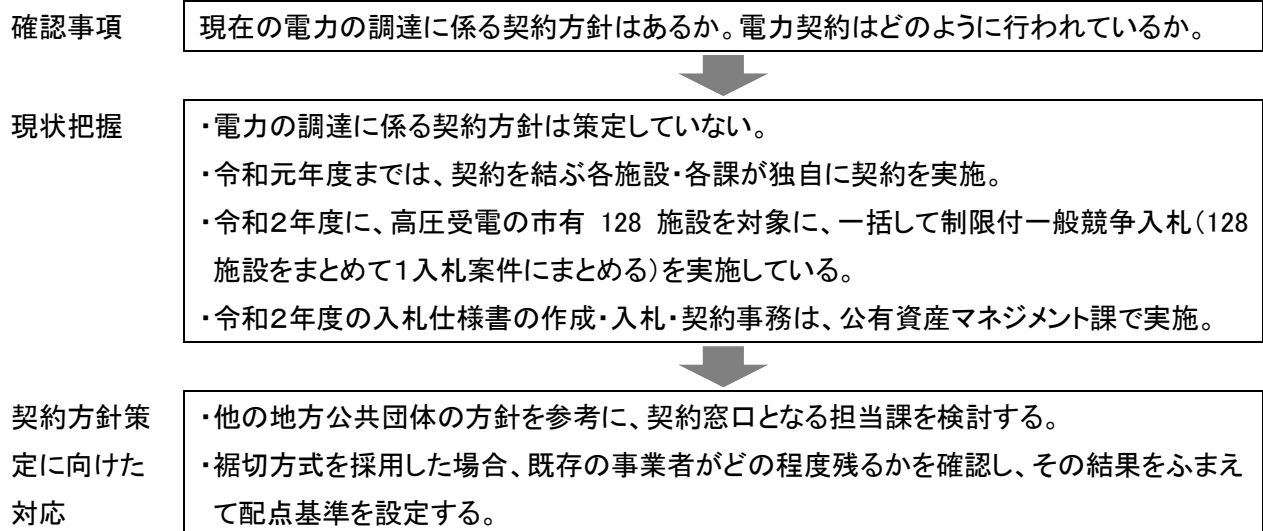 確認事項
現在の電力の調達に係る契約方針はあるか。電力契約はどのように行われているか。
現状把握
・電力の調達に係る契約方針は策定していない。
・令和元年度までは、契約を結ぶ各施設・各課が独自に契約を実施。
・令和２年度に、高圧受電の市有 128 施設を対象に、一括して制限付一般競争入札（128
施設をまとめて１入札案件にまとめる）を実施している。
・令和２年度の入札仕様書の作成・入札・契約事務は、公有資産マネジメント課で実施。
契約方針策
定に向けた
対応
・他の地方公共団体の方針を参考に、契約窓口となる担当課を検討する。
・裾切方式を採用した場合、既存の事業者がどの程度残るかを確認し、その結果をふまえ
て配点基準を設定する。